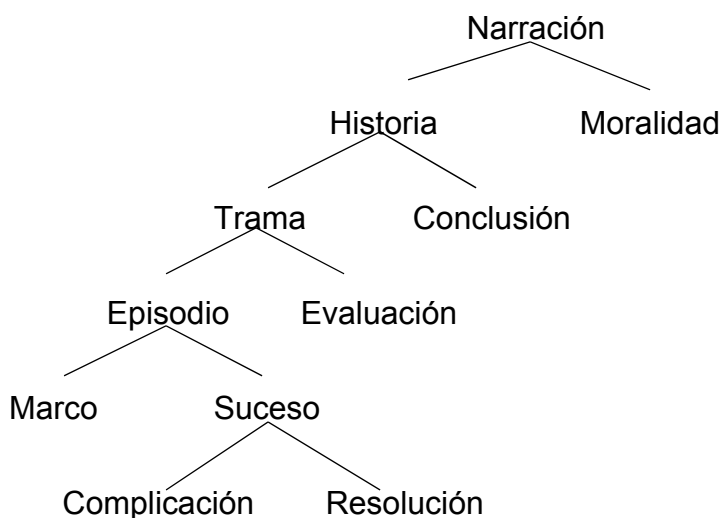 Narración
Historia Moralidad
Trama Conclusión
Episodio Evaluación
Marco Suceso
Complicación Resolución